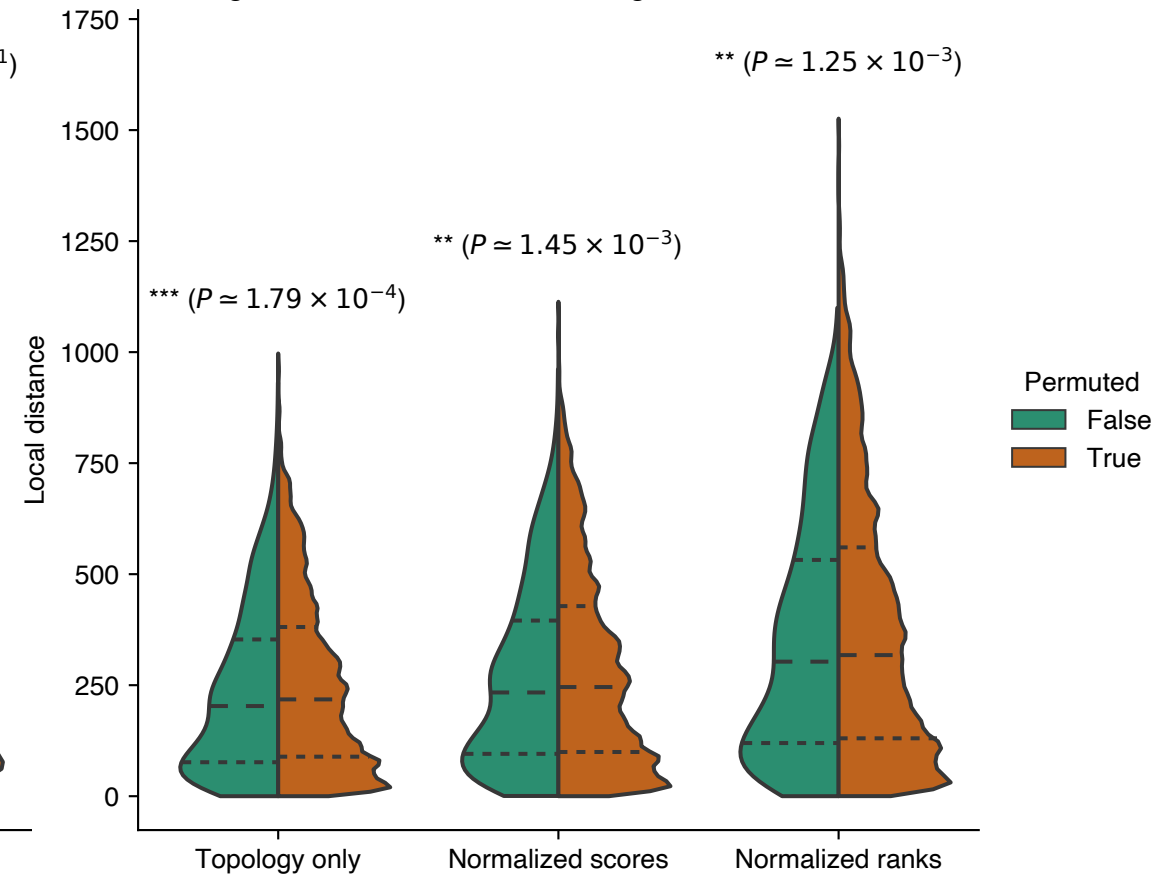 1750
1500
1250
1000
750
500
250
0
Local distance
** (P ≃ 1.25 × 10⁻³)
** (P ≃ 1.45 × 10⁻³)
*** (P ≃ 1.79 × 10⁻⁴)
Topology only
Normalized scores
Normalized ranks
Permuted
False
True